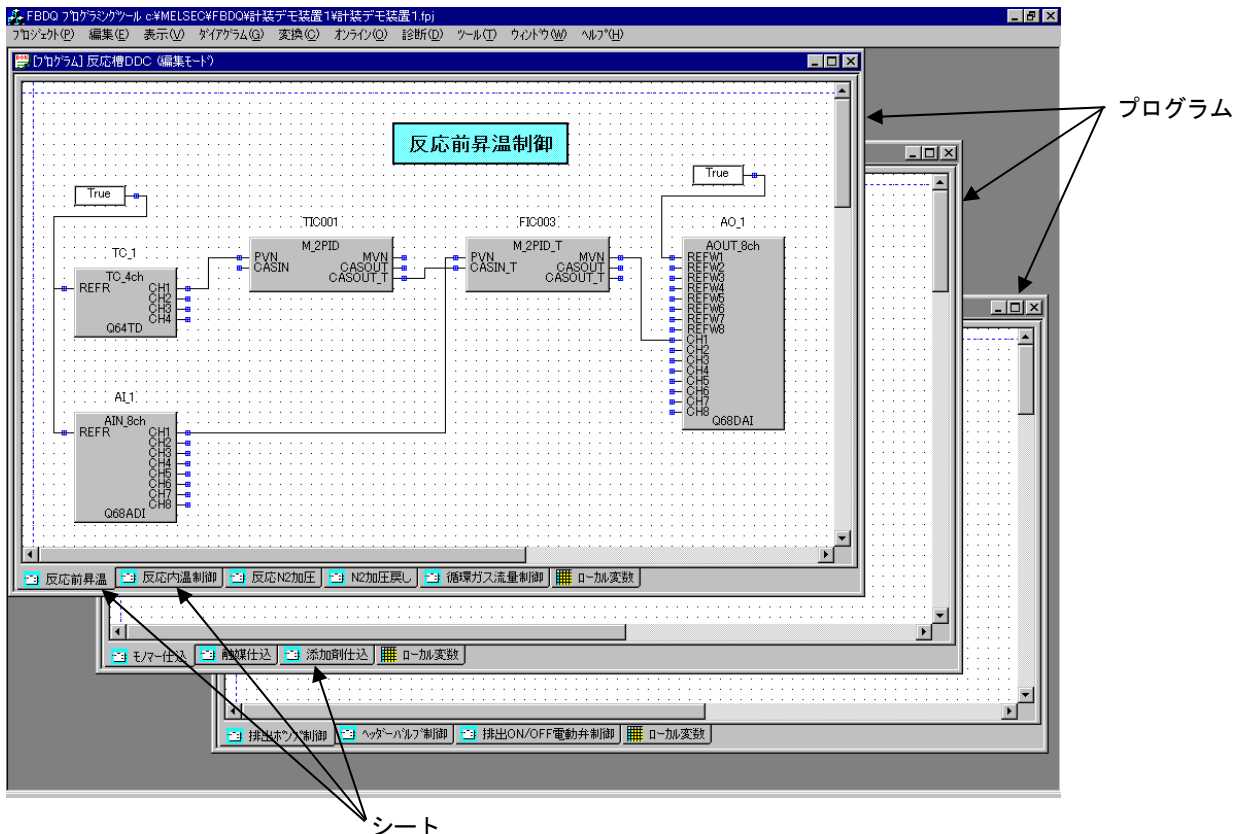 FBDQ ﾌﾟﾛｸﾞﾗﾐﾝｸﾞﾂｰﾙ c:¥MELSEC¥FBDQ¥計装デモ装置1¥計装デモ装置1.fpj
ﾌﾟﾛｼﾞｪｸﾄ(P) 編集(E) 表示(V) ﾀﾞｲｱｸﾞﾗﾑ(G) 変換(C) ｵﾝﾗｲﾝ(O) 診断(D) ﾂｰﾙ(T) ｳｨﾝﾄﾞｳ(W) ﾍﾙﾌﾟ(H)
[ﾌﾟﾛｸﾞﾗﾑ] 反応槽DDC (編集ﾓｰﾄﾞ)
プログラム
反応前昇温制御
True
True
TC_1
TC_4ch
REFR
CH1
CH2
CH3
CH4
Q64TD
TIC001
M_2PID
PVN
CASIN
MVN
CASOUT
CASOUT_T
FIC003
M_2PID_T
PVN
CASIN_T
MVN
CASOUT
CASOUT_T
AO_1
AOUT_8ch
REFW1
REFW2
REFW3
REFW4
REFW5
REFW6
REFW7
REFW8
CH1
CH2
CH3
CH4
CH5
CH6
CH7
CH8
Q68DAI
AI_1
AIN_8ch
REFR
CH1
CH2
CH3
CH4
CH5
CH6
CH7
CH8
Q68ADI
反応前昇温 反応内温制御 反応N2加圧 N2加圧戻し 循環ガス流量制御 ﾛｰｶﾙ変数
ﾓﾉﾏｰ仕込 触媒仕込 添加剤仕込 ﾛｰｶﾙ変数
排出ﾎﾟﾝﾌﾟ制御 ﾍｯﾀﾞｰﾊﾞﾙﾌﾞ制御 排出ON/OFF電動弁制御 ﾛｰｶﾙ変数
シート